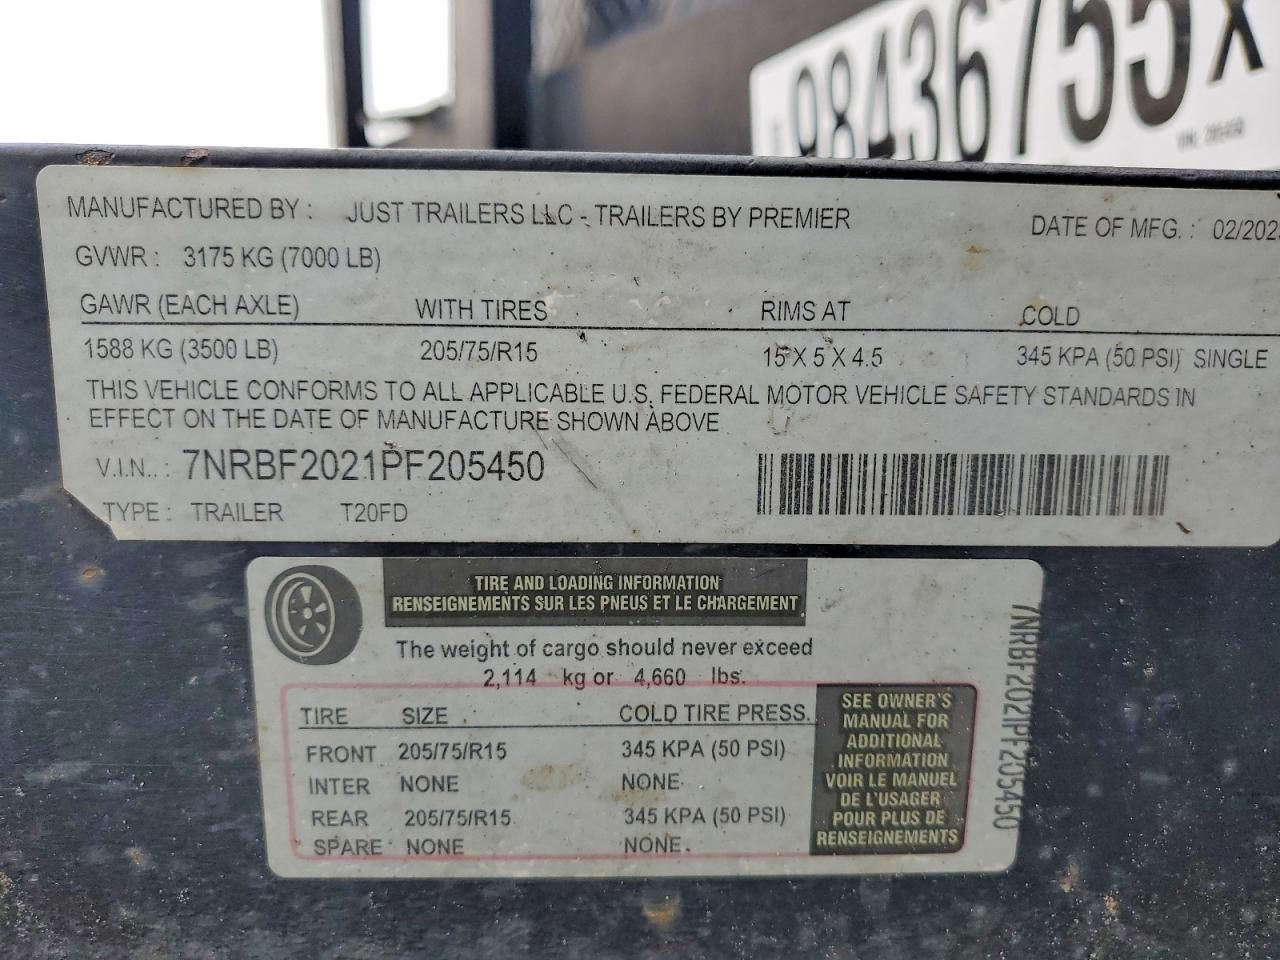 98436755X
MANUFACTURED BY : JUST TRAILERS LLC - TRAILERS BY PREMIER DATE OF MFG. : 02/202
GVWR : 3175 KG (7000 LB)
GAWR (EACH AXLE) WITH TIRES RIMS AT COLD
1588 KG (3500 LB) 205/75/R15 15 X 5 X 4.5 345 KPA (50 PSI) SINGLE
THIS VEHICLE CONFORMS TO ALL APPLICABLE U.S. FEDERAL MOTOR VEHICLE SAFETY STANDARDS IN
EFFECT ON THE DATE OF MANUFACTURE SHOWN ABOVE
V.I.N.: 7NRBF2021PF205450
TYPE : TRAILER T20FD
TIRE AND LOADING INFORMATION
RENSEIGNEMENTS SUR LES PNEUS ET LE CHARGEMENT
The weight of cargo should never exceed
2,114 kg or 4,660 lbs.
TIRE SIZE COLD TIRE PRESS.
FRONT 205/75/R15 345 KPA (50 PSI)
INTER NONE NONE
REAR 205/75/R15 345 KPA (50 PSI)
SPARE NONE NONE.
SEE OWNER'S
MANUAL FOR
ADDITIONAL
INFORMATION
VOIR LE MANUEL
DE L'USAGER
POUR PLUS DE
RENSEIGNEMENTS
7NRBF2021PF205450